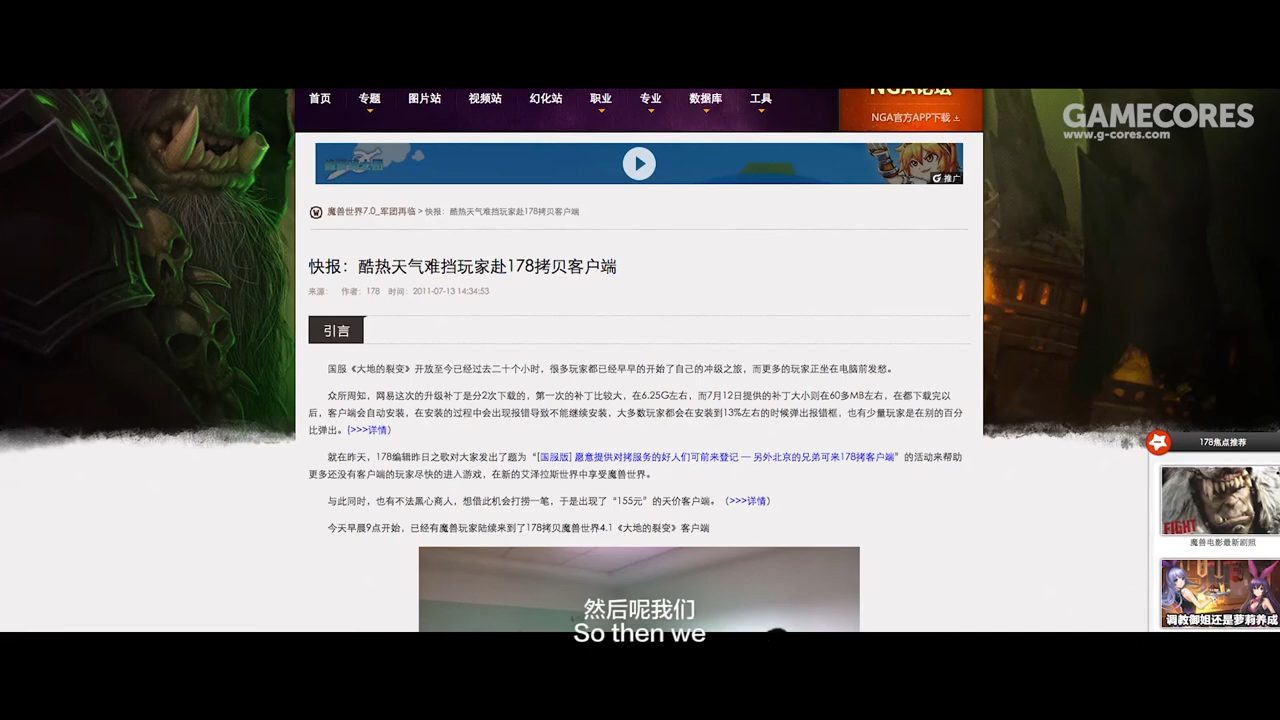 GAMECORES
www.g-cores.com
首页 专题 图片站 视频站 幻化站 职业 专业 数据库 工具
NGA论坛
NGA官方APP下载
推广
魔兽世界7.0_军团再临 > 快报：酷热天气难挡玩家赴178拷贝客户端
快报：酷热天气难挡玩家赴178拷贝客户端
来源： 作者：178 时间：2011-07-13 14:34:53
引言
国服《大地的裂变》开放至今已经过去二十个小时，很多玩家都已经早早的开始了自己的冲级之旅，而更多的玩家正坐在电脑前发愁。
众所周知，网易这次的升级补丁是分2次下载的，第一次的补丁比较大，在6.25G左右，而7月12日提供的补丁大小则在60多MB左右，在都下载完以
后，客户端会自动安装，在安装的过程中会出现报错导致不能继续安装，大多数玩家都会在安装到13%左右的时候弹出报错框，也有少量玩家是在别的百分
比弹出。(>>>详情）
就在昨天，178编辑昨日之歌对大家发出了题为“[国服版] 愿意提供对拷服务的好人们可前来登记 — 另外北京的兄弟可来178拷客户端”的活动来帮助
更多还没有客户端的玩家尽快的进入游戏，在新的艾泽拉斯世界中享受魔兽世界。
与此同时，也有不法黑心商人，想借此机会打捞一笔，于是出现了“155元”的天价客户端。（>>>详情）
今天早晨9点开始，已经有魔兽玩家陆续来到了178拷贝魔兽世界4.1《大地的裂变》客户端
178焦点推荐
FIGHT
魔兽电影最新剧照
调教御姐还是萝莉养成
然后呢我们
So then we